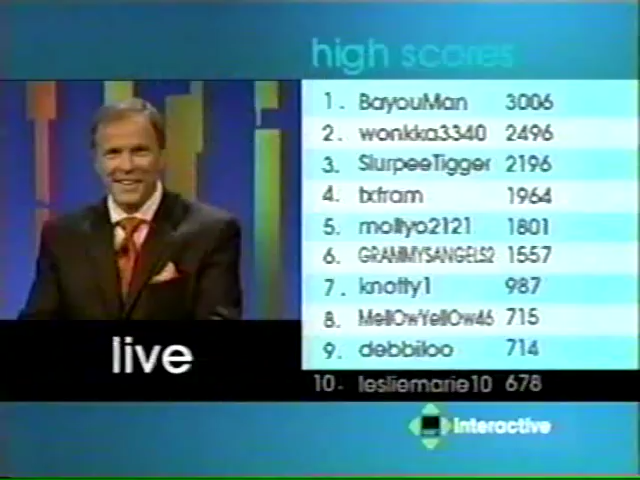 high scores
1. BayouMan 3006
2. wonkka3340 2496
3. SlurpeeTigger 2196
4. txfram 1964
5. mollyo2121 1801
6. GRAMMYSANGELS2 1557
7. knotty1 987
8. MellOwYellOw46 715
9. debbiloo 714
10. lesliemarie10 678
live
Interactive